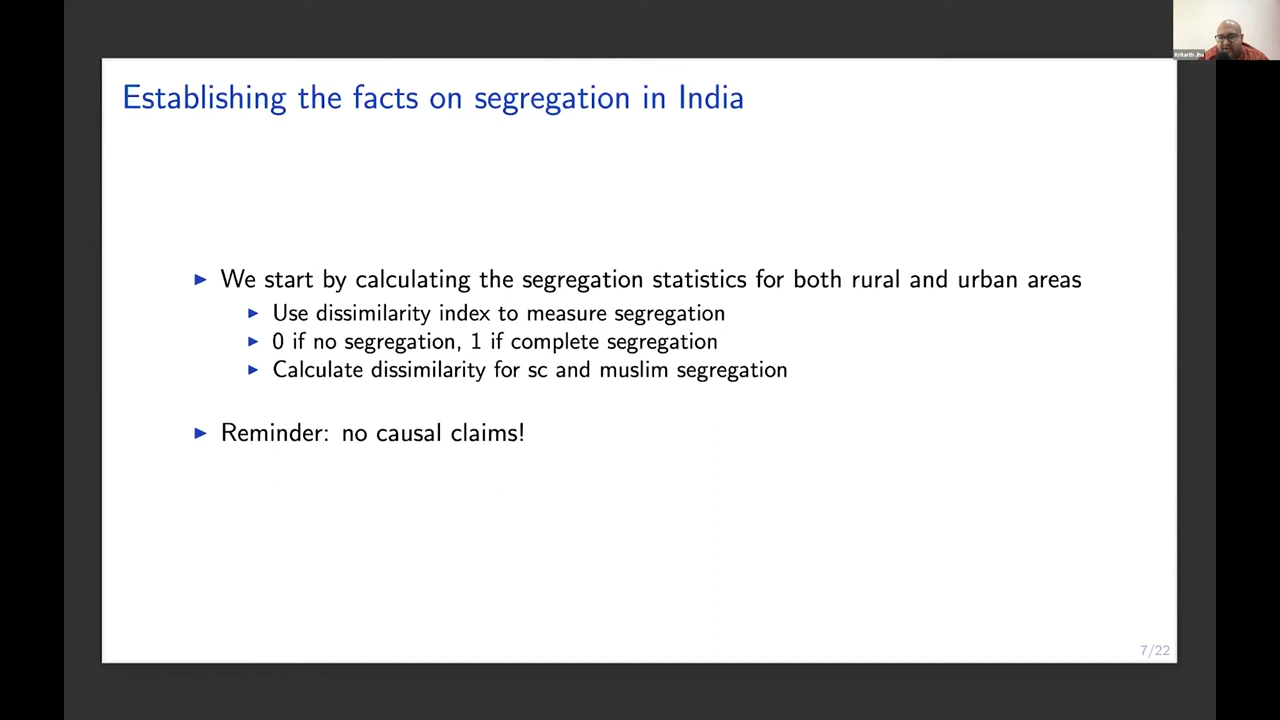 Kritarth Jha
Establishing the facts on segregation in India
We start by calculating the segregation statistics for both rural and urban areas
Use dissimilarity index to measure segregation
0 if no segregation, 1 if complete segregation
Calculate dissimilarity for sc and muslim segregation
Reminder: no causal claims!
7/22